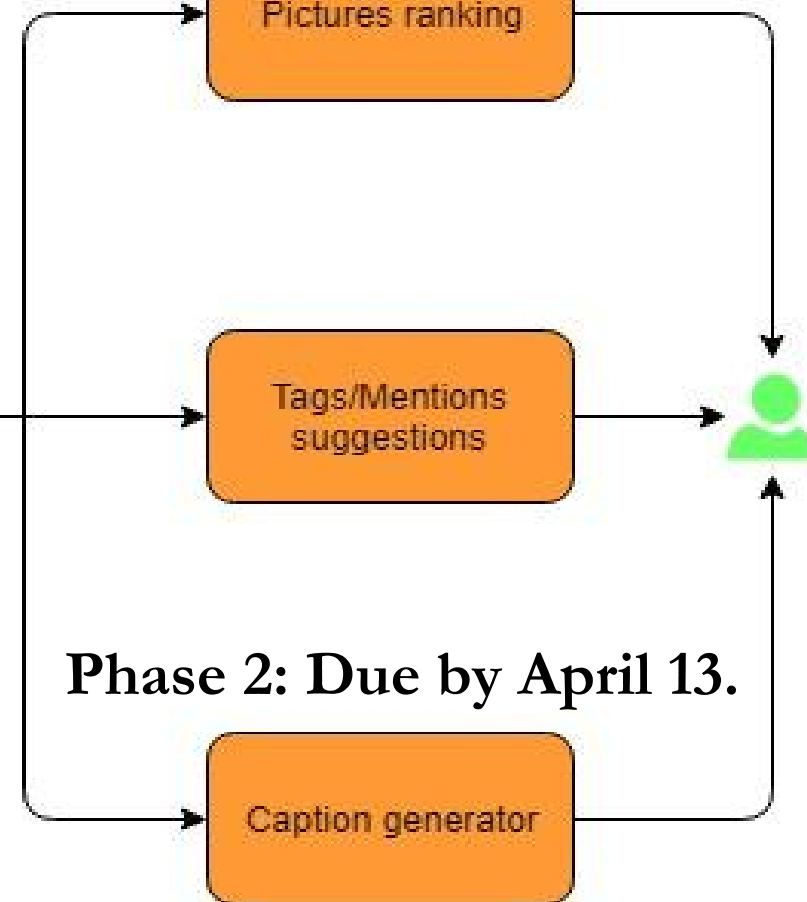 Pictures ranking
Tags/Mentions
suggestions
Phase 2: Due by April 13.
Caption generator